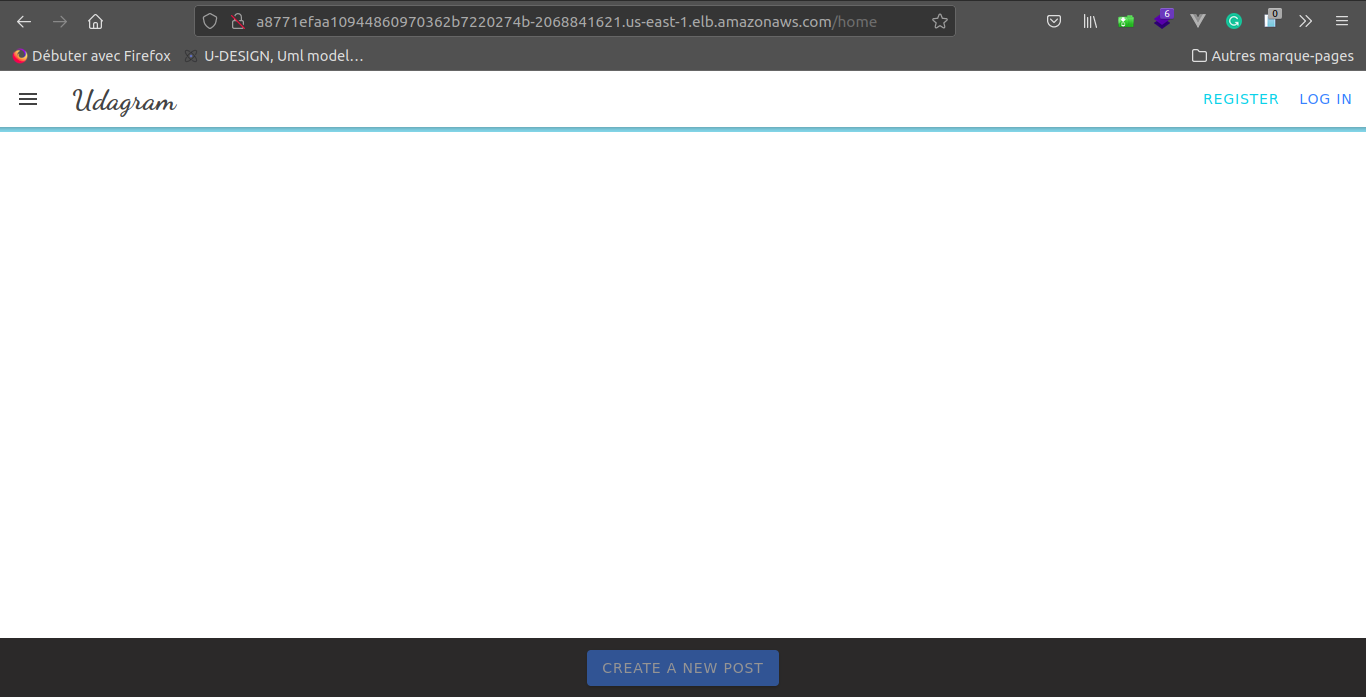 a8771efaa10944860970362b7220274b-2068841621.us-east-1.elb.amazonaws.com/home
6
0
Débuter avec Firefox
U-DESIGN, Uml model…
Autres marque-pages
Udagram
REGISTER
LOG IN
CREATE A NEW POST